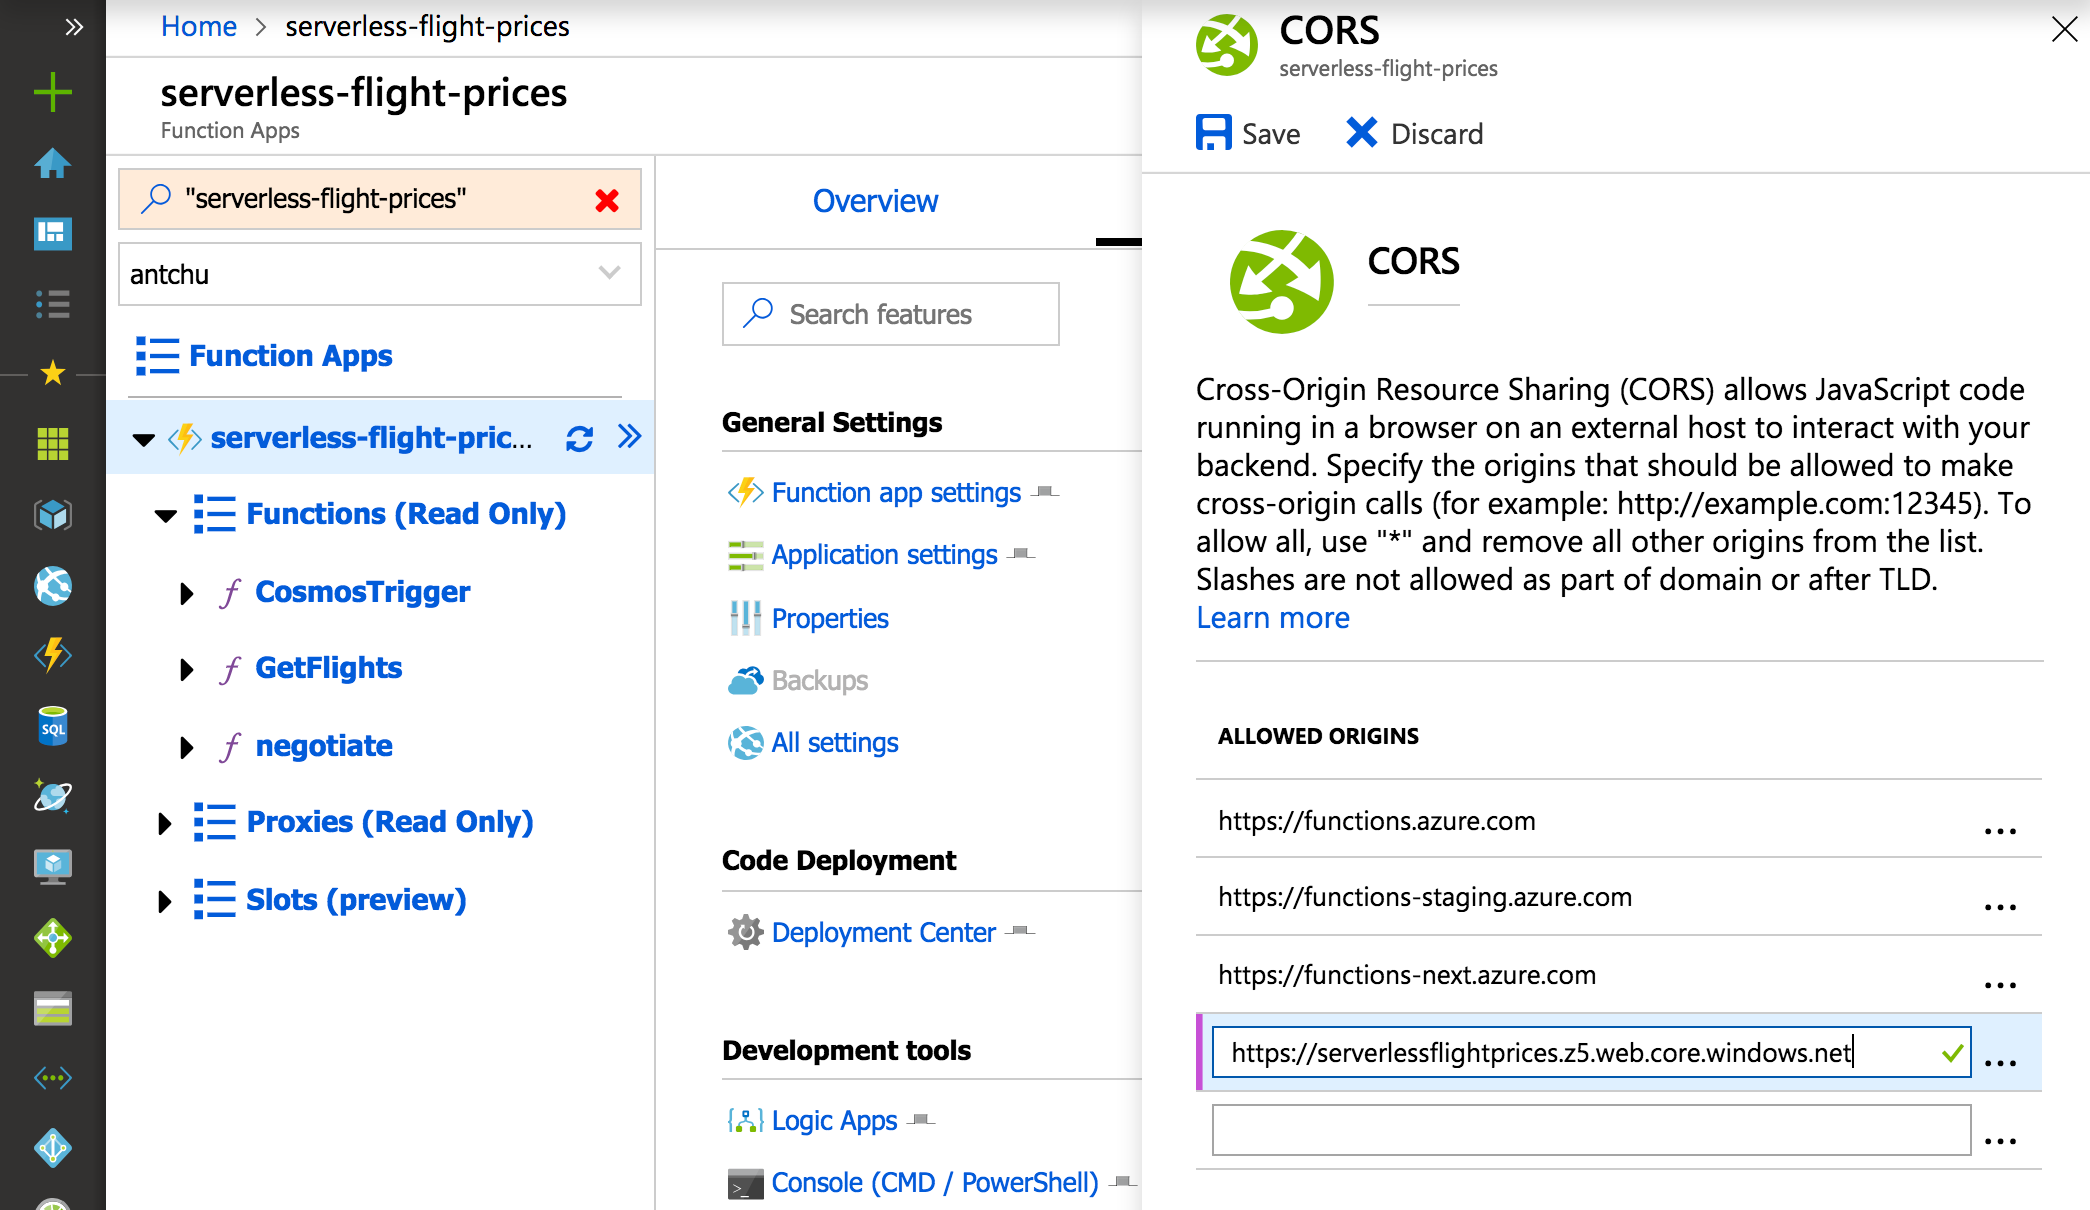 Home > serverless-flight-prices
serverless-flight-prices
Function Apps
"serverless-flight-prices"
antchu
Function Apps
serverless-flight-pric...
Functions (Read Only)
CosmosTrigger
GetFlights
negotiate
Proxies (Read Only)
Slots (preview)
SQL
Overview
Search features
General Settings
Function app settings
Application settings
Properties
Backups
All settings
Code Deployment
Deployment Center
Development tools
Logic Apps
Console (CMD / PowerShell)
CORS
serverless-flight-prices
Save
Discard
CORS
Cross-Origin Resource Sharing (CORS) allows JavaScript code
running in a browser on an external host to interact with your
backend. Specify the origins that should be allowed to make
cross-origin calls (for example: http://example.com:12345). To
allow all, use "*" and remove all other origins from the list.
Slashes are not allowed as part of domain or after TLD.
Learn more
ALLOWED ORIGINS
https://functions.azure.com
https://functions-staging.azure.com
https://functions-next.azure.com
https://serverlessflightprices.z5.web.core.windows.net